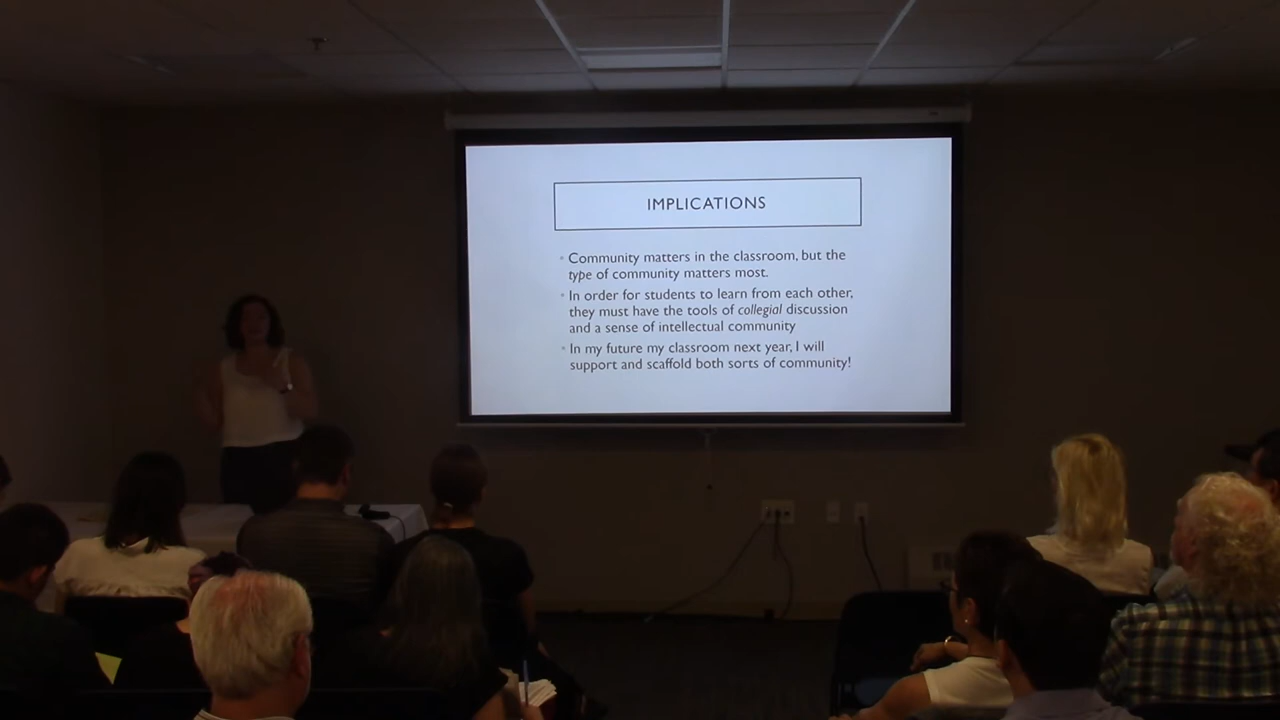 IMPLICATIONS
• Community matters in the classroom, but the
type of community matters most.
• In order for students to learn from each other,
they must have the tools of collegial discussion
and a sense of intellectual community
• In my future my classroom next year, I will
support and scaffold both sorts of community!